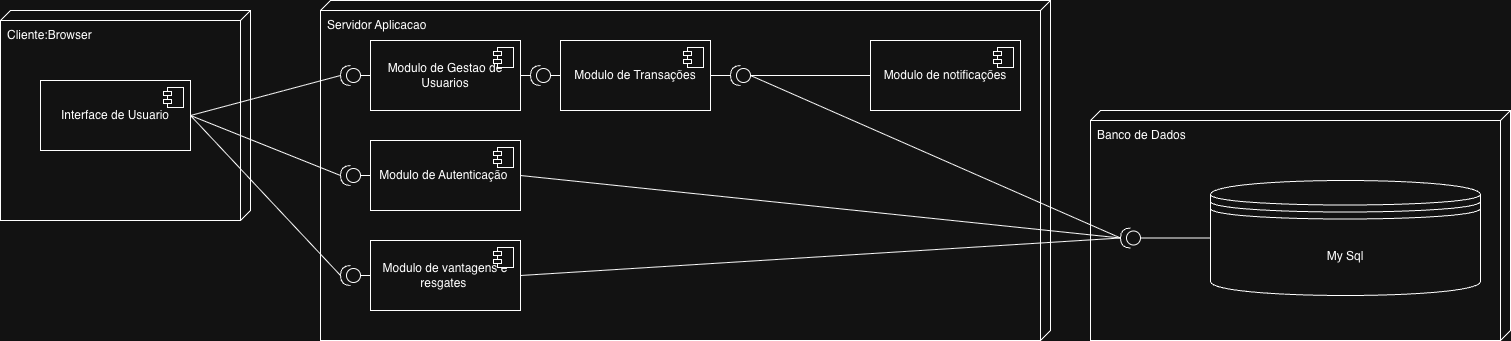 Cliente:Browser
Interface de Usuario
Servidor Aplicacao
Modulo de Gestao de
Usuarios
Modulo de Transações
Modulo de notificações
Modulo de Autenticação
Modulo de vantagens e
resgates
Banco de Dados
My Sql